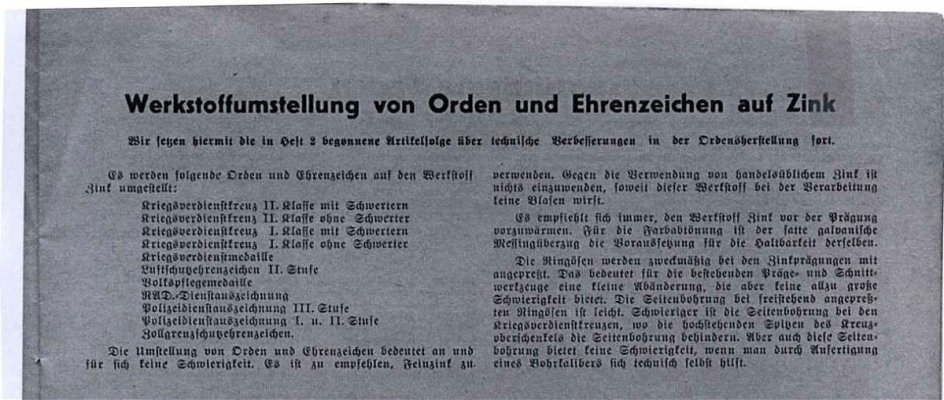 Werkstoffumstellung von Orden und Ehrenzeichen auf Zink
Wir setzen hiermit die in Heft 2 begonnene Artikelfolge über technische Verbesserungen in der Ordensherstellung fort.
Es werden folgende Orden und Ehrenzeichen auf den Werkstoff
Zink umgestellt:
Kriegsverdienstkreuz II. Klasse mit Schwertern
Kriegsverdienstkreuz II. Klasse ohne Schwerter
Kriegsverdienstkreuz I. Klasse mit Schwertern
Kriegsverdienstkreuz I. Klasse ohne Schwerter
Kriegsverdienstmedaille
Luftschutzehrenzeichen II. Stufe
Volkspflegemedaille
RAD.-Dienstauszeichnung
Polizeidienstauszeichnung III. Stufe
Polizeidienstauszeichnung I. u. II. Stufe
Zollgrenzschutzehrenzeichen.
Die Umstellung von Orden und Ehrenzeichen bedeutet an und
für sich keine Schwierigkeit. Es ist zu empfehlen, Feinzink zu
verwenden. Gegen die Verwendung von handelsüblichem Zink ist
nichts einzuwenden, soweit dieser Werkstoff bei der Verarbeitung
keine Blasen wirft.
Es empfiehlt sich immer, den Werkstoff Zink vor der Prägung
vorzuwärmen. Für die Farbabtönung ist der satte galvanische
Messingüberzug die Voraussetzung für die Haltbarkeit derselben.
Die Ringösen werden zweckmäßig bei den Zinkprägungen mit
angepreßt. Das bedeutet für die bestehenden Präge- und Schnitt-
werkzeuge eine kleine Abänderung, die aber keine allzu große
Schwierigkeit bietet. Die Seitenbohrung bei freistehend angepreß-
ten Ringösen ist leicht. Schwieriger ist die Seitenbohrung bei den
Kriegsverdienstkreuzen, wo die hochstehenden Spitzen des Kreuz-
oberschenkels die Seitenbohrung behindern. Aber auch diese Seiten-
bohrung bietet keine Schwierigkeit, wenn man durch Anfertigung
eines Bohrkalibers sich technisch selbst hilft.